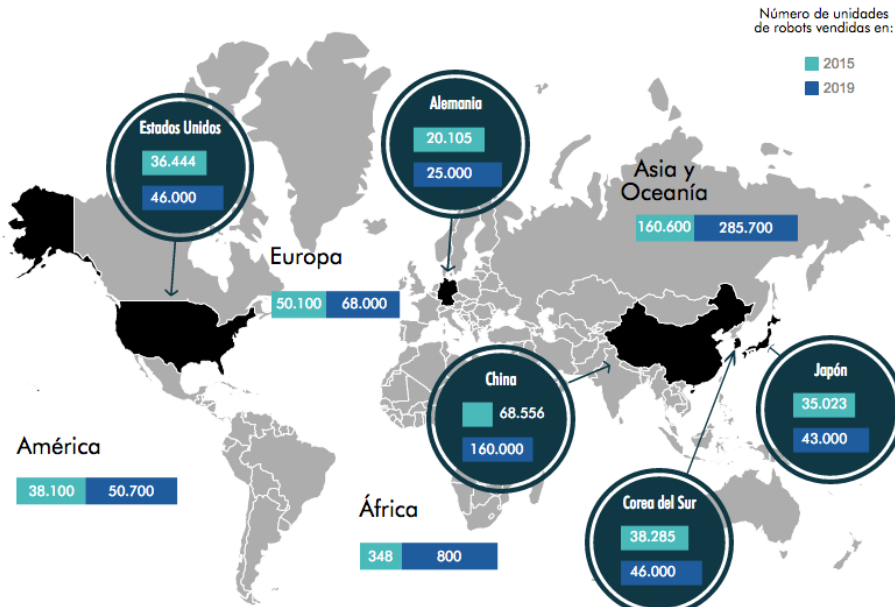 Número de unidades
de robots vendidas en:
2015
2019
Estados Unidos
36.444
46.000
Alemania
20.105
25.000
Asia y
Oceanía
160.600 285.700
Europa
50.100 68.000
China
68.556
160.000
Japón
35.023
43.000
América
38.100 50.700
África
348 800
Corea del Sur
38.285
46.000